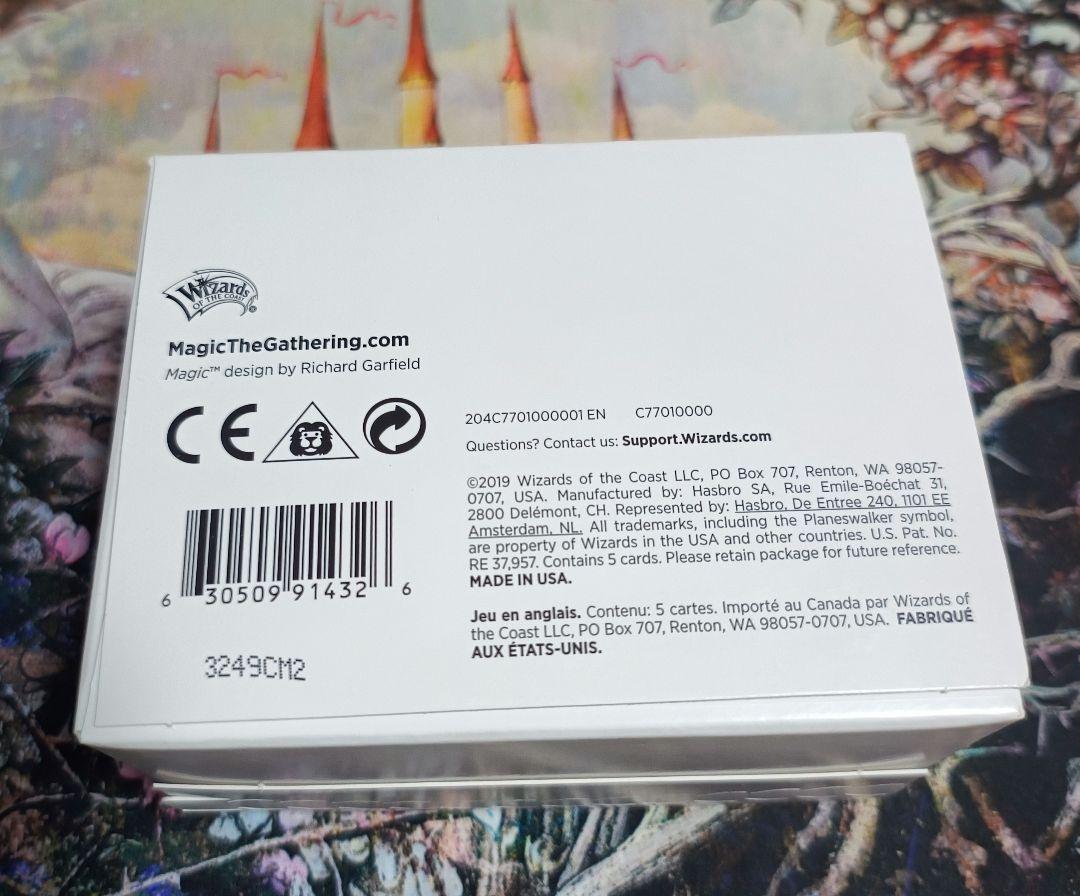 Wizards
OF THE COAST
MagicTheGathering.com
Magic™ design by Richard Garfield
CE
204C7701000001 EN C77010000
Questions? Contact us: Support.Wizards.com
©2019 Wizards of the Coast LLC, PO Box 707, Renton, WA 98057-
0707, USA. Manufactured by: Hasbro SA, Rue Emile-Boéchat 31,
2800 Delémont, CH. Represented by: Hasbro, De Entree 240, 1101 EE
Amsterdam, NL. All trademarks, including the Planeswalker symbol,
are property of Wizards in the USA and other countries. U.S. Pat. No.
RE 37,957. Contains 5 cards. Please retain package for future reference.
MADE IN USA.
Jeu en anglais. Contenu: 5 cartes. Importé au Canada par Wizards of
the Coast LLC, PO Box 707, Renton, WA 98057-0707, USA. FABRIQUÉ
AUX ÉTATS-UNIS.
6 30509 91432 6
3249CM2